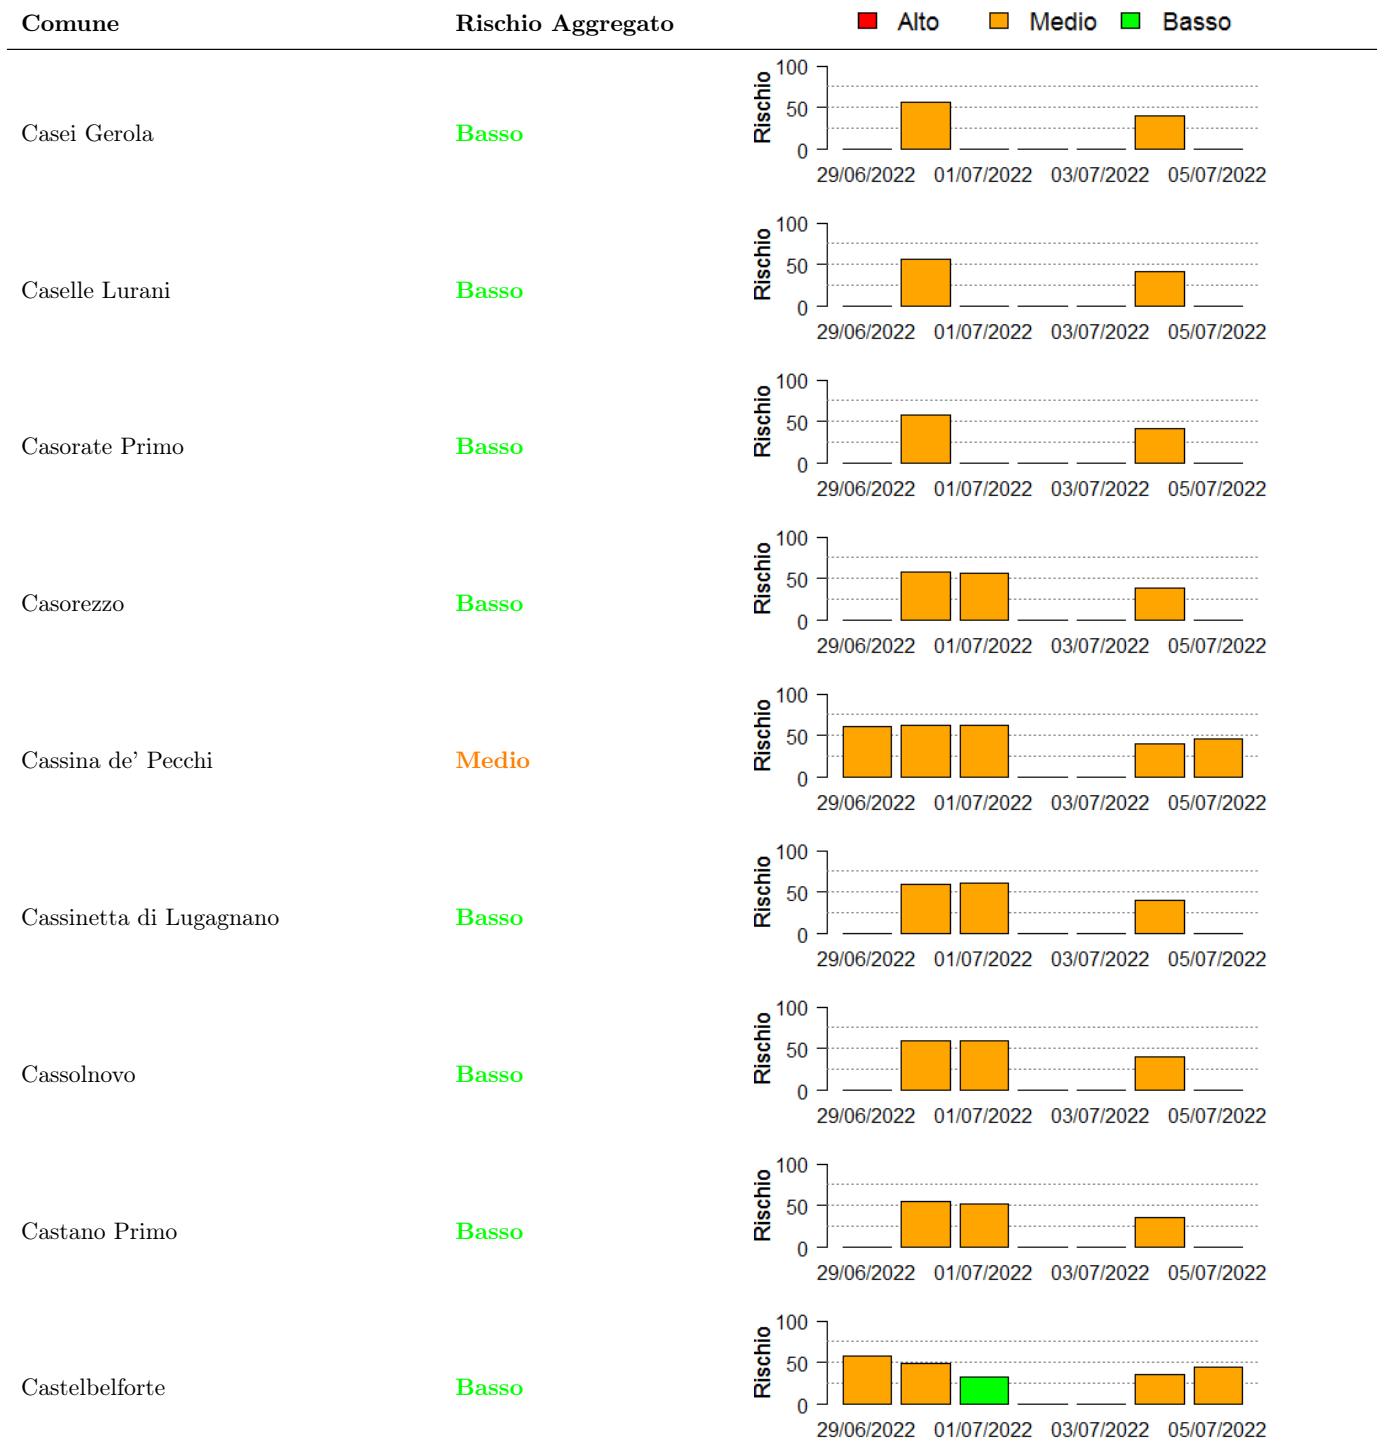 Comune Rischio Aggregato Alto Medio Basso
100
50
0
Rischio
Casei Gerola Basso
29/06/2022 01/07/2022 03/07/2022 05/07/2022
100
50
0
Rischio
Caselle Lurani Basso
29/06/2022 01/07/2022 03/07/2022 05/07/2022
100
50
0
Rischio
Casorate Primo Basso
29/06/2022 01/07/2022 03/07/2022 05/07/2022
100
50
0
Rischio
Casorezzo Basso
29/06/2022 01/07/2022 03/07/2022 05/07/2022
100
50
0
Rischio
Cassina de' Pecchi Medio
29/06/2022 01/07/2022 03/07/2022 05/07/2022
100
50
0
Rischio
Cassinetta di Lugagnano Basso
29/06/2022 01/07/2022 03/07/2022 05/07/2022
100
50
0
Rischio
Cassolnovo Basso
29/06/2022 01/07/2022 03/07/2022 05/07/2022
100
50
0
Rischio
Castano Primo Basso
29/06/2022 01/07/2022 03/07/2022 05/07/2022
100
50
0
Rischio
Castelbelforte Basso
29/06/2022 01/07/2022 03/07/2022 05/07/2022